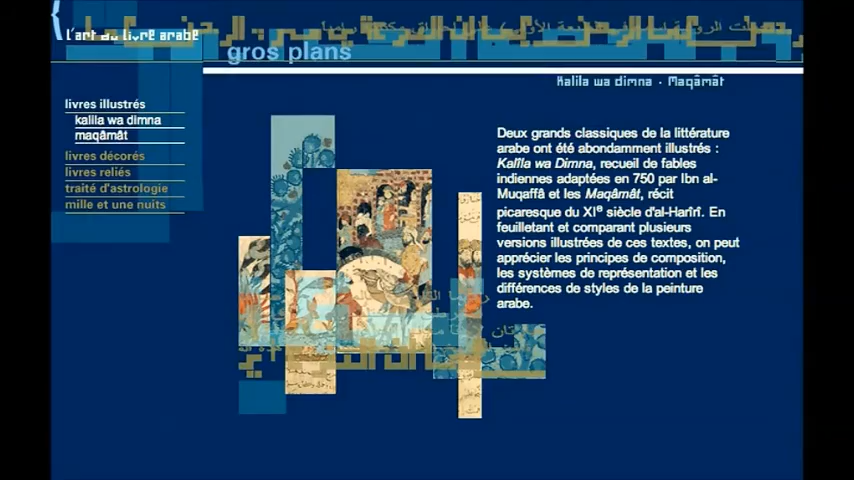 l'art du livre arabe
gros plans
Kalila wa dimna · Maqâmât
livres illustrés
kalila wa dimna
maqâmât
livres décorés
livres reliés
traité d'astrologie
mille et une nuits
Deux grands classiques de la littérature
arabe ont été abondamment illustrés :
Kalîla wa Dimna, recueil de fables
indiennes adaptées en 750 par Ibn al-
Muqaffâ et les Maqâmât, récit
picaresque du XIe siècle d'al-Harîrî. En
feuilletant et comparant plusieurs
versions illustrées de ces textes, on peut
apprécier les principes de composition,
les systèmes de représentation et les
différences de styles de la peinture
arabe.